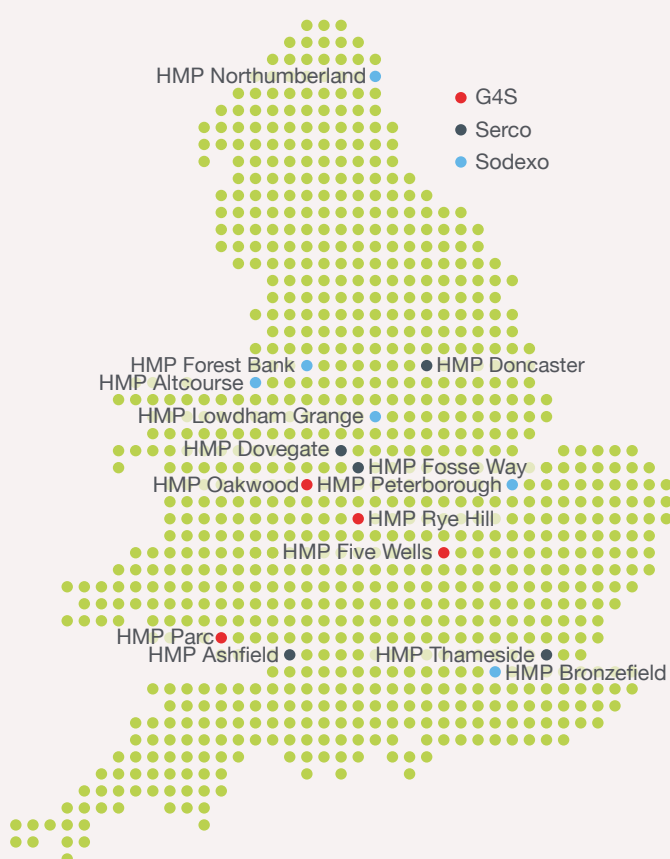 HMP Northumberland
G4S
Serco
Sodexo
HMP Forest Bank
HMP Doncaster
HMP Altcourse
HMP Lowdham Grange
HMP Dovegate
HMP Fosse Way
HMP Oakwood
HMP Peterborough
HMP Rye Hill
HMP Five Wells
HMP Parc
HMP Ashfield
HMP Thameside
HMP Bronzefield